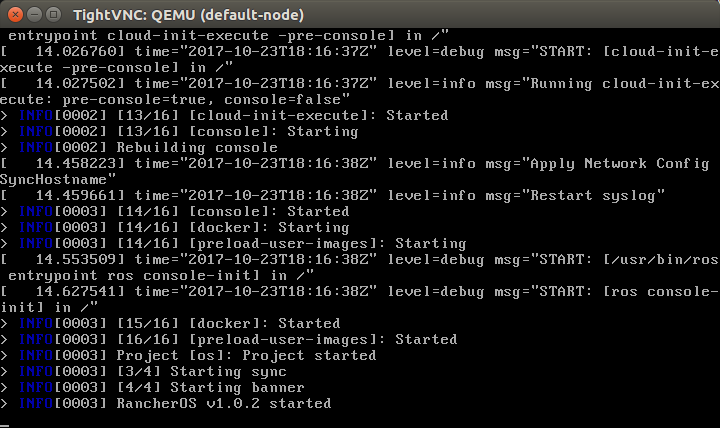 TightVNC: QEMU (default-node)
 entrypoint cloud-init-execute -pre-console] in /"
[   14.026760] time="2017-10-23T18:16:37Z" level=debug msg="START: [cloud-init-e
xecute -pre-console] in /"
[   14.027502] time="2017-10-23T18:16:37Z" level=info msg="Running cloud-init-ex
ecute: pre-console=true, console=false"
> INFO[0002] [13/16] [cloud-init-execute]: Started
> INFO[0002] [13/16] [console]: Starting
> INFO[0002] Rebuilding console
[   14.458223] time="2017-10-23T18:16:38Z" level=info msg="Apply Network Config
SyncHostname"
[   14.459661] time="2017-10-23T18:16:38Z" level=info msg="Restart syslog"
> INFO[0003] [14/16] [console]: Started
> INFO[0003] [14/16] [docker]: Starting
> INFO[0003] [14/16] [preload-user-images]: Starting
[   14.553509] time="2017-10-23T18:16:38Z" level=debug msg="START: [/usr/bin/ros
 entrypoint ros console-init] in /"
[   14.627541] time="2017-10-23T18:16:38Z" level=debug msg="START: [ros console-
init] in /"
> INFO[0003] [15/16] [docker]: Started
> INFO[0003] [16/16] [preload-user-images]: Started
> INFO[0003] Project [os]: Project started
> INFO[0003] [3/4] Starting sync
> INFO[0003] [4/4] Starting banner
> INFO[0003] RancherOS v1.0.2 started